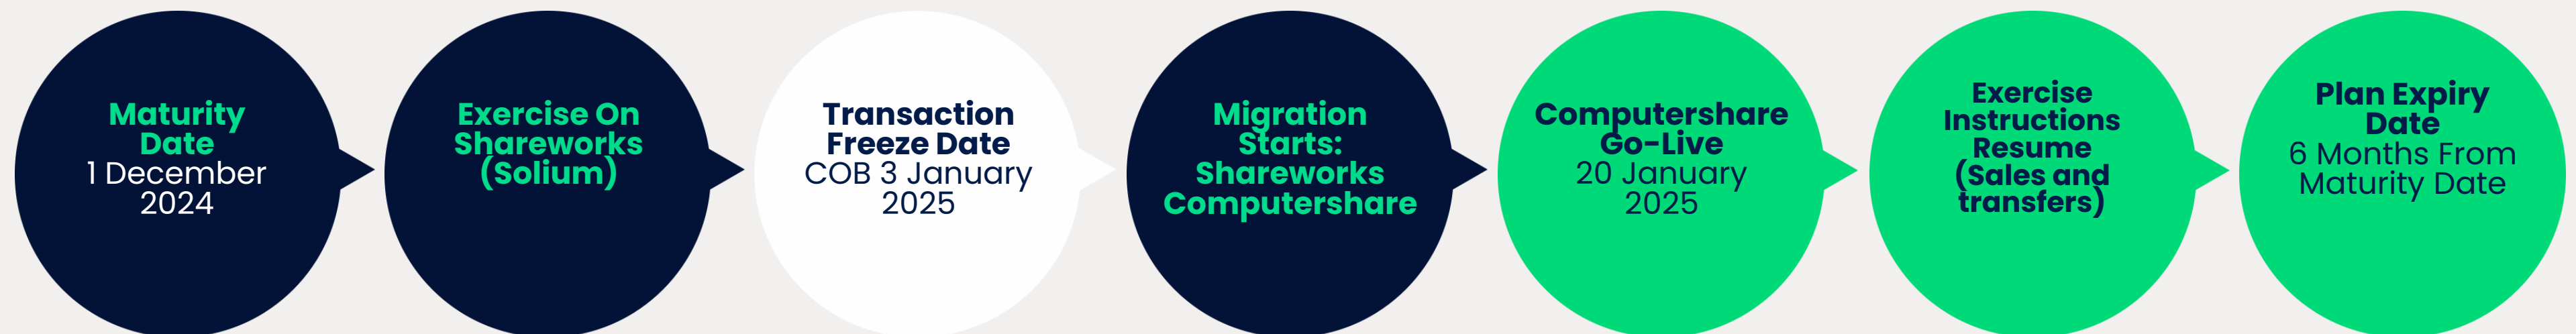 Maturity
Date
1 December
2024
Exercise On
Shareworks
(Solium)
Transaction
Freeze Date
COB 3 January
2025
Migration
Starts:
Shareworks
Computershare
Computershare
Go-Live
20 January
2025
Exercise
Instructions
Resume
(Sales and
transfers)
Plan Expiry
Date
6 Months From
Maturity Date